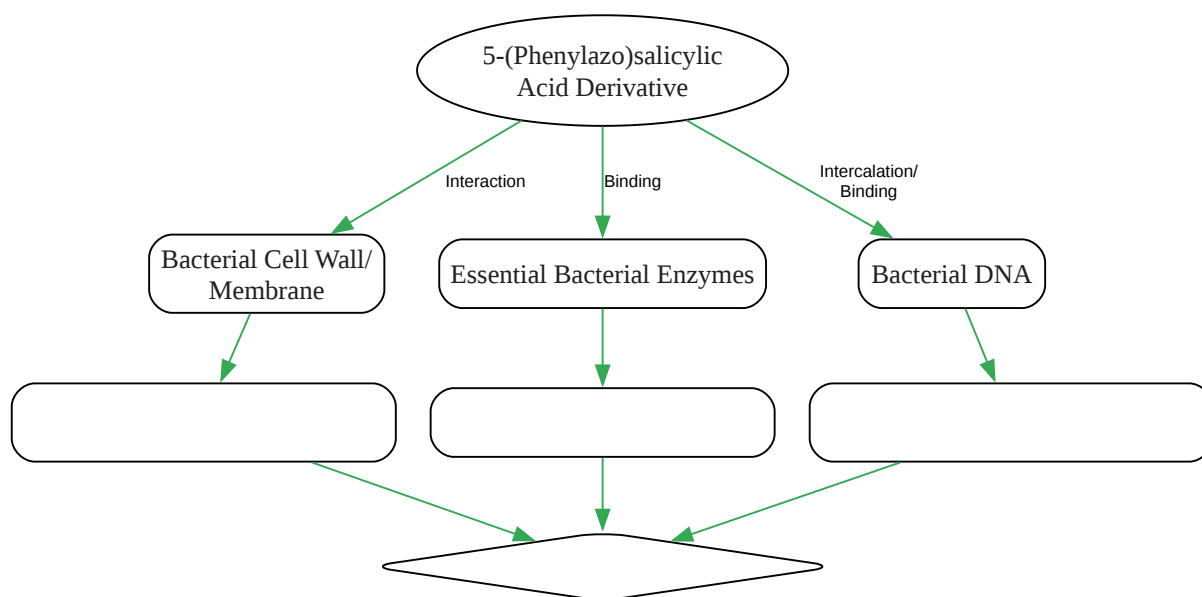 5-(Phenylazo)salicylic
Acid Derivative
Interaction
Binding
Intercalation/
Binding
Bacterial Cell Wall/
Membrane
Essential Bacterial Enzymes
Bacterial DNA